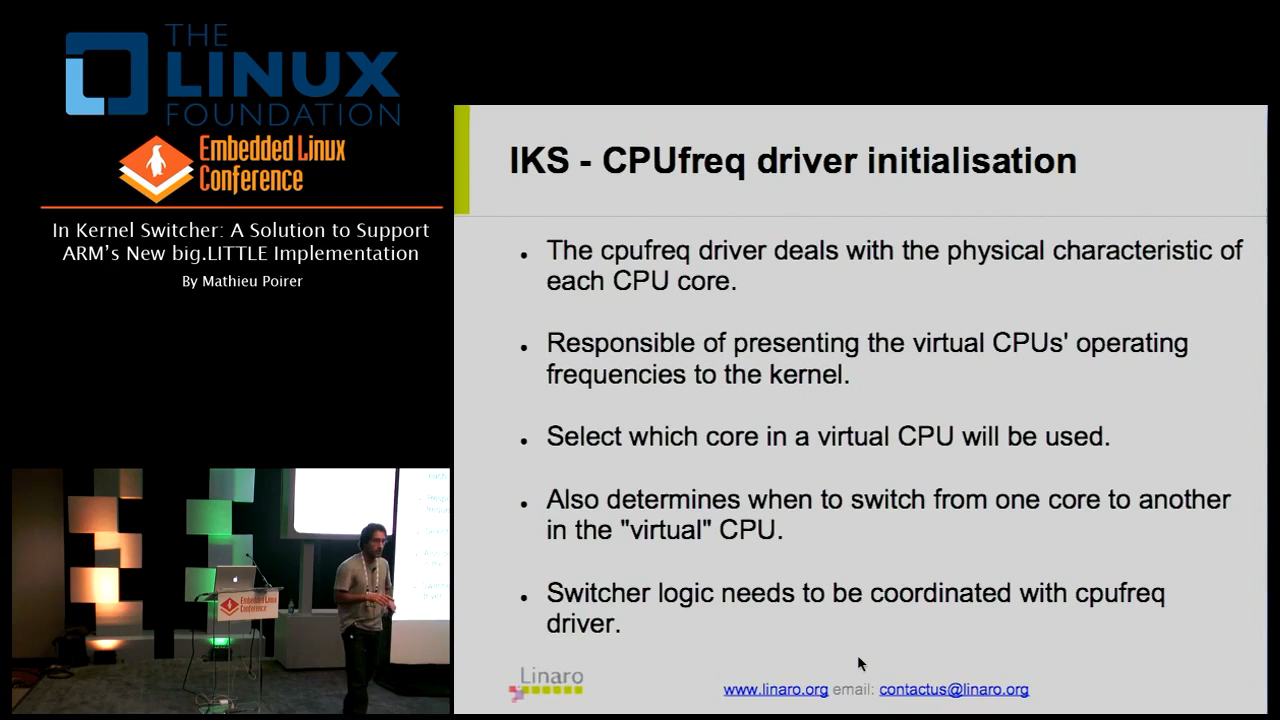 THE
LINUX
FOUNDATION
Embedded Linux
Conference
In Kernel Switcher: A Solution to Support
ARM's New big.LITTLE Implementation
By Mathieu Poirer
IKS - CPUfreq driver initialisation
The cpufreq driver deals with the physical characteristic of
each CPU core.
Responsible of presenting the virtual CPUs' operating
frequencies to the kernel.
Select which core in a virtual CPU will be used.
Also determines when to switch from one core to another
in the "virtual" CPU.
Switcher logic needs to be coordinated with cpufreq
driver.
Linaro
www.linaro.org email: contactus@linaro.org
Embedded Linux
Conference